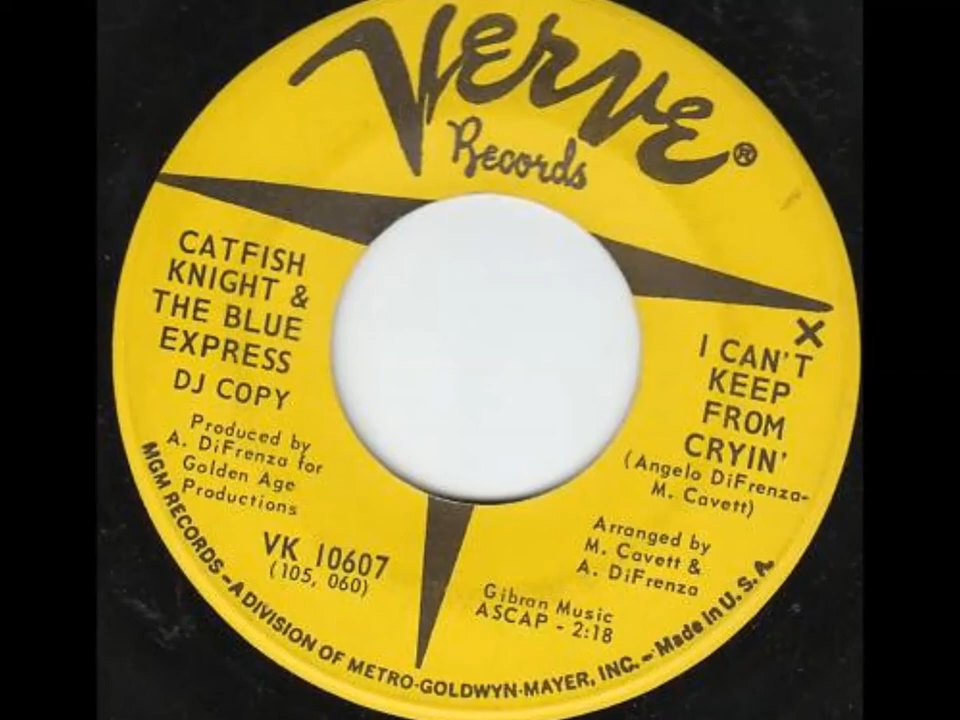 Verve®
Records
CATFISH
KNIGHT &
THE BLUE
EXPRESS
DJ COPY
Produced by
A. DiFrenza for
Golden Age
Productions
VK 10607
(105, 060)
X
I CAN'T
KEEP
FROM
CRYIN'
(Angelo DiFrenza-
M. Cavett)
Arranged by
M. Cavett &
A. DiFrenza
Gibran Music
ASCAP - 2:18
MGM RECORDS - A DIVISION OF METRO-GOLDWYN-MAYER, INC. - Made in U. S. A.